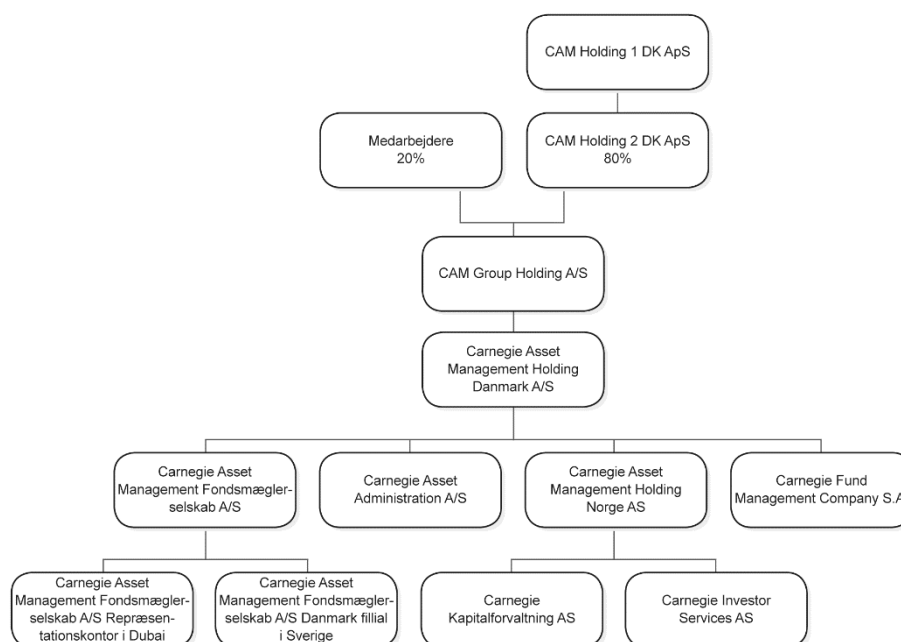 CAM Holding 1 DK ApS
Medarbejdere
20%
CAM Holding 2 DK ApS
80%
CAM Group Holding A/S
Carnegie Asset
Management Holding
Danmark A/S
Carnegie Asset
Management Fondsmægler-
selskab A/S
Carnegie Asset
Administration A/S
Carnegie Asset
Management Holding
Norge AS
Carnegie Fund
Management Company S.A
Carnegie Asset
Management Fondsmægler-
selskab A/S Repræsen-
tationskontor i Dubai
Carnegie Asset
Management Fondsmægler-
selskab A/S Danmark fillial
i Sverige
Carnegie
Kapitalforvaltning AS
Carnegie Investor
Services AS